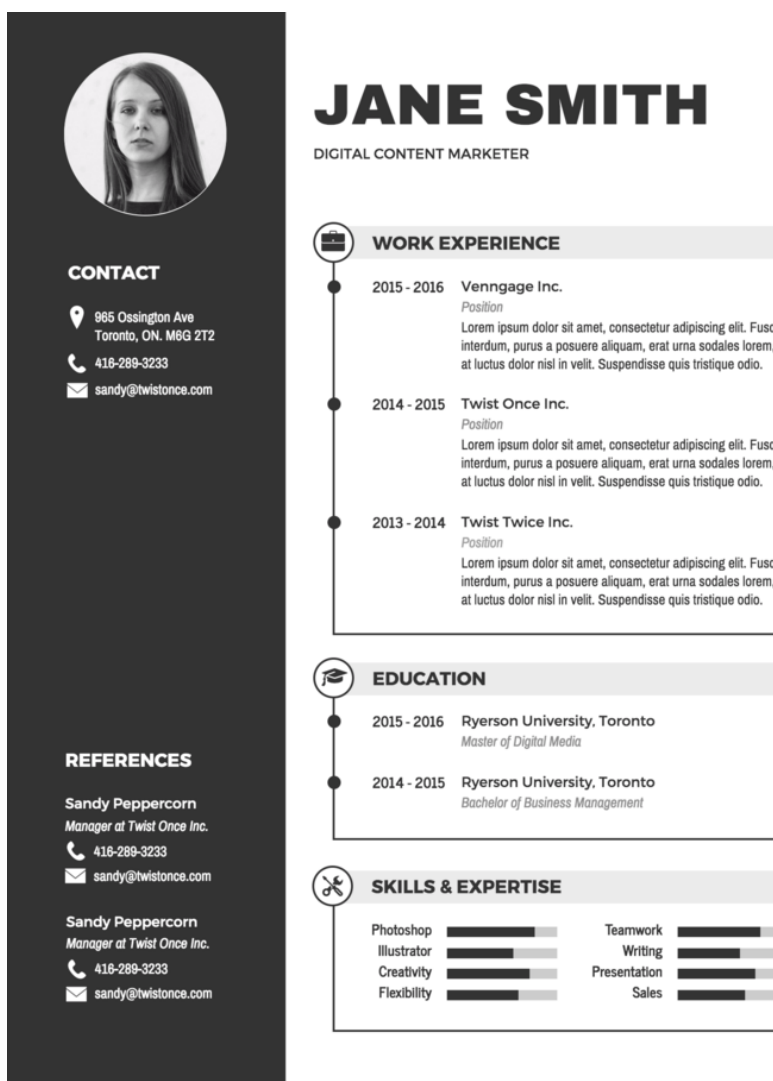 JANE SMITH
DIGITAL CONTENT MARKETER
CONTACT
965 Ossington Ave
Toronto, ON. M6G 2T2
416-289-3233
sandy@twistonce.com
REFERENCES
Sandy Peppercorn
Manager at Twist Once Inc.
416-289-3233
sandy@twistonce.com
Sandy Peppercorn
Manager at Twist Once Inc.
416-289-3233
sandy@twistonce.com
WORK EXPERIENCE
2015 - 2016 Venngage Inc.
Position
Lorem ipsum dolor sit amet, consectetur adipiscing elit.
interdum, purus a posuere aliquam, erat urna sodales lorem,
at luctus dolor nisl in velit. Suspendisse quis tristique odio.
2014 - 2015 Twist Once Inc.
Position
Lorem ipsum dolor sit amet, consectetur adipiscing elit.
interdum, purus a posuere aliquam, erat urna sodales lorem,
at luctus dolor nisl in velit. Suspendisse quis tristique odio.
2013 - 2014 Twist Twice Inc.
Position
Lorem ipsum dolor sit amet, consectetur adipiscing elit.
interdum, purus a posuere aliquam, erat urna sodales lorem,
at luctus dolor nisl in velit. Suspendisse quis tristique odio.
EDUCATION
2015 - 2016 Ryerson University, Toronto
Master of Digital Media
2014 - 2015 Ryerson University, Toronto
Bachelor of Business Management
SKILLS & EXPERTISE
Photoshop Teamwork
Illustrator Writing
Creativity Presentation
Flexibility Sales